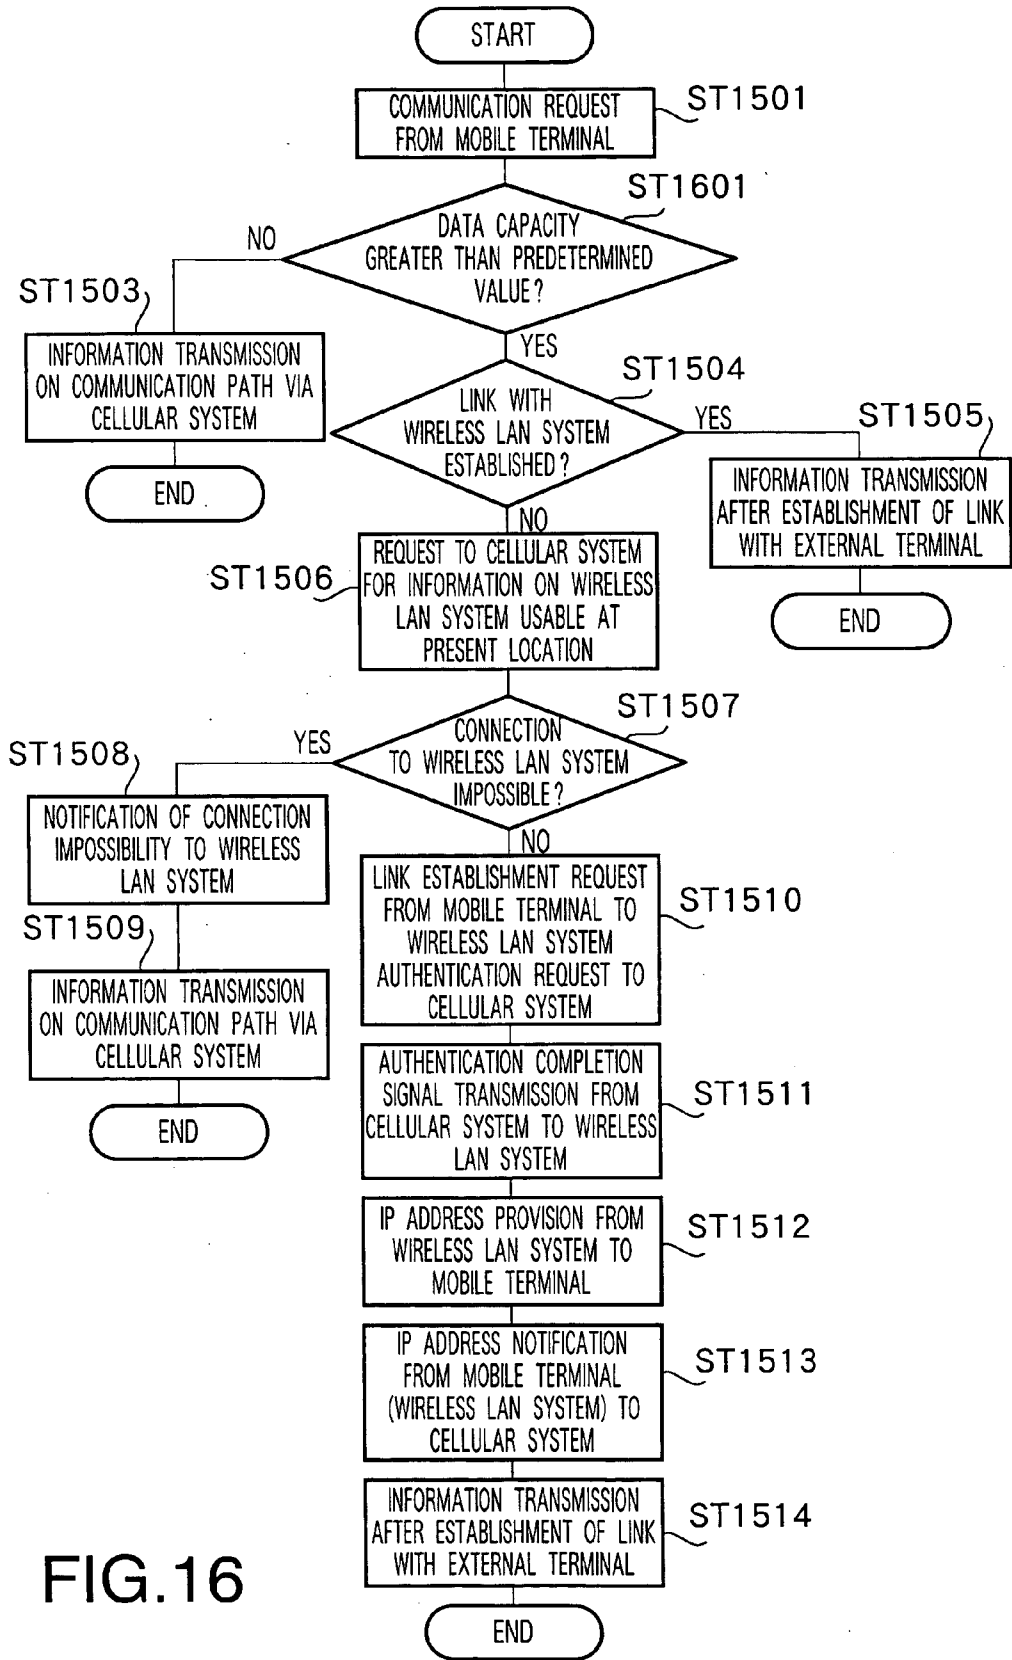 START
COMMUNICATION REQUEST
FROM MOBILE TERMINAL
ST1501
ST1601
DATA CAPACITY
GREATER THAN PREDETERMINED
VALUE?
NO
YES
ST1503
INFORMATION TRANSMISSION
ON COMMUNICATION PATH VIA
CELLULAR SYSTEM
END
ST1504
LINK WITH
WIRELESS LAN SYSTEM
ESTABLISHED?
YES
NO
ST1505
INFORMATION TRANSMISSION
AFTER ESTABLISHMENT OF LINK
WITH EXTERNAL TERMINAL
END
ST1506
REQUEST TO CELLULAR SYSTEM
FOR INFORMATION ON WIRELESS
LAN SYSTEM USABLE AT
PRESENT LOCATION
ST1507
CONNECTION
TO WIRELESS LAN SYSTEM
IMPOSSIBLE?
YES
NO
ST1508
NOTIFICATION OF CONNECTION
IMPOSSIBILITY TO WIRELESS
LAN SYSTEM
ST1509
INFORMATION TRANSMISSION
ON COMMUNICATION PATH VIA
CELLULAR SYSTEM
END
LINK ESTABLISHMENT REQUEST
FROM MOBILE TERMINAL TO
WIRELESS LAN SYSTEM
AUTHENTICATION REQUEST TO
CELLULAR SYSTEM
ST1510
AUTHENTICATION COMPLETION
SIGNAL TRANSMISSION FROM
CELLULAR SYSTEM TO WIRELESS
LAN SYSTEM
ST1511
IP ADDRESS PROVISION FROM
WIRELESS LAN SYSTEM TO
MOBILE TERMINAL
ST1512
IP ADDRESS NOTIFICATION
FROM MOBILE TERMINAL
(WIRELESS LAN SYSTEM) TO
CELLULAR SYSTEM
ST1513
INFORMATION TRANSMISSION
AFTER ESTABLISHMENT OF LINK
WITH EXTERNAL TERMINAL
ST1514
END
FIG.16